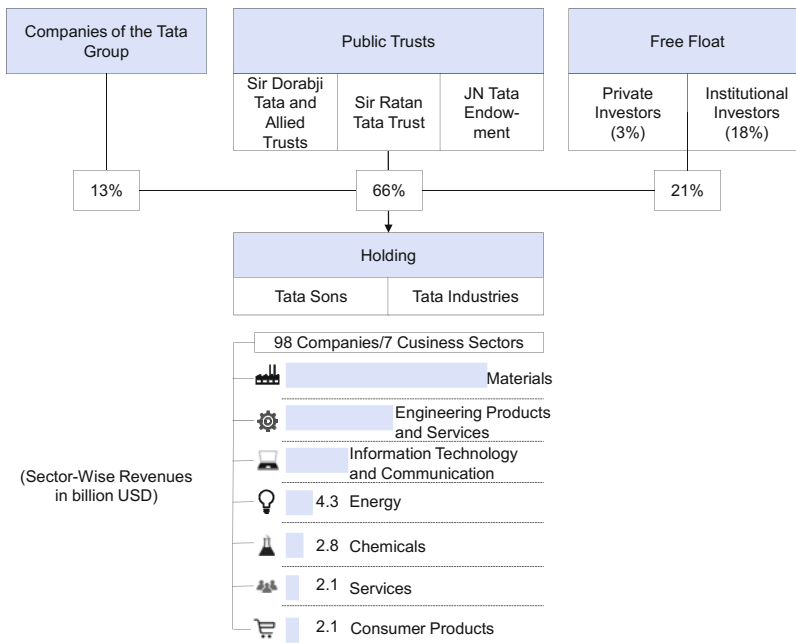 Companies of the Tata
Group
Public Trusts
Free Float
Sir Dorabji
Tata and
Allied
Trusts
Sir Ratan
Tata Trust
JN Tata
Endow-
ment
Private
Investors
(3%)
Institutional
Investors
(18%)
13%
66%
21%
Holding
Tata Sons
Tata Industries
98 Companies/7 Cusiness Sectors
Materials
Engineering Products
and Services
Information Technology
and Communication
(Sector-Wise Revenues
in billion USD)
4.3 Energy
2.8 Chemicals
2.1 Services
2.1 Consumer Products